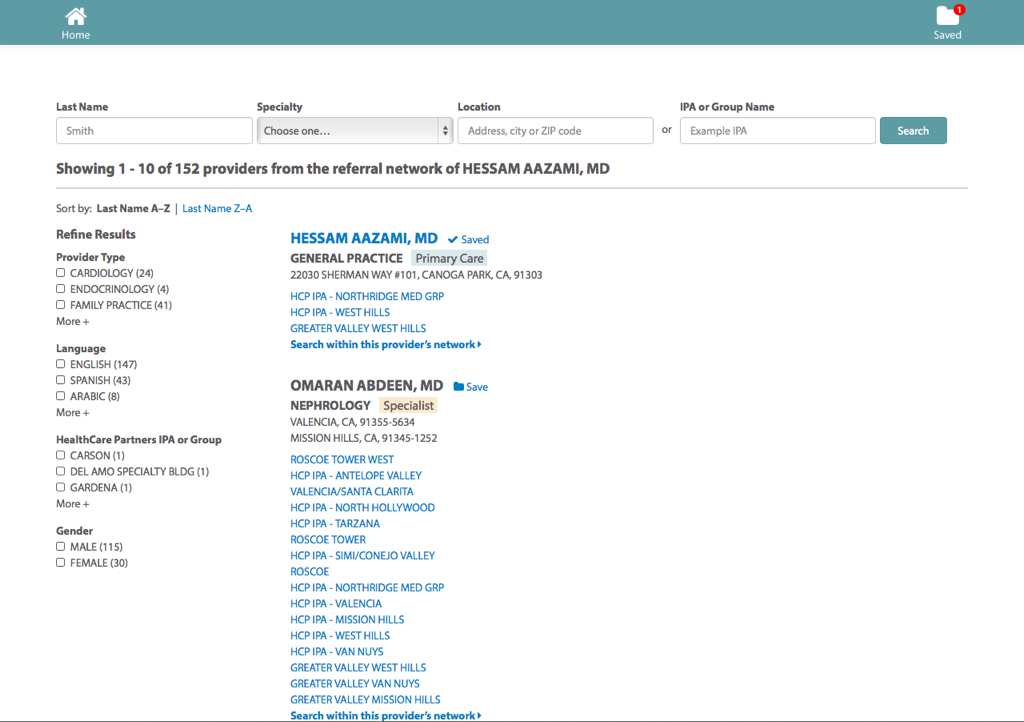 Home
1
Saved
Last Name
Specialty
Location
IPA or Group Name
Smith
Choose one...
Address, city or ZIP code
or
Example IPA
Search
Showing 1 - 10 of 152 providers from the referral network of HESSAM AAZAMI, MD
Sort by: Last Name A–Z | Last Name Z–A
Refine Results
Provider Type
CARDIOLOGY (24)
ENDOCRINOLOGY (4)
FAMILY PRACTICE (41)
More +
Language
ENGLISH (147)
SPANISH (43)
ARABIC (8)
More +
HealthCare Partners IPA or Group
CARSON (1)
DEL AMO SPECIALTY BLDG (1)
GARDENA (1)
More +
Gender
MALE (115)
FEMALE (30)
HESSAM AAZAMI, MD Saved
GENERAL PRACTICE Primary Care
22030 SHERMAN WAY #101, CANOGA PARK, CA, 91303
HCP IPA - NORTHRIDGE MED GRP
HCP IPA - WEST HILLS
GREATER VALLEY WEST HILLS
Search within this provider's network
OMARAN ABDEEN, MD Save
NEPHROLOGY Specialist
VALENCIA, CA, 91355-5634
MISSION HILLS, CA, 91345-1252
ROSCOE TOWER WEST
HCP IPA - ANTELOPE VALLEY
VALENCIA/SANTA CLARITA
HCP IPA - NORTH HOLLYWOOD
HCP IPA - TARZANA
ROSCOE TOWER
HCP IPA - SIMI/CONEJO VALLEY
ROSCOE
HCP IPA - NORTHRIDGE MED GRP
HCP IPA - VALENCIA
HCP IPA - MISSION HILLS
HCP IPA - WEST HILLS
HCP IPA - VAN NUYS
GREATER VALLEY WEST HILLS
GREATER VALLEY VAN NUYS
GREATER VALLEY MISSION HILLS
Search within this provider's network